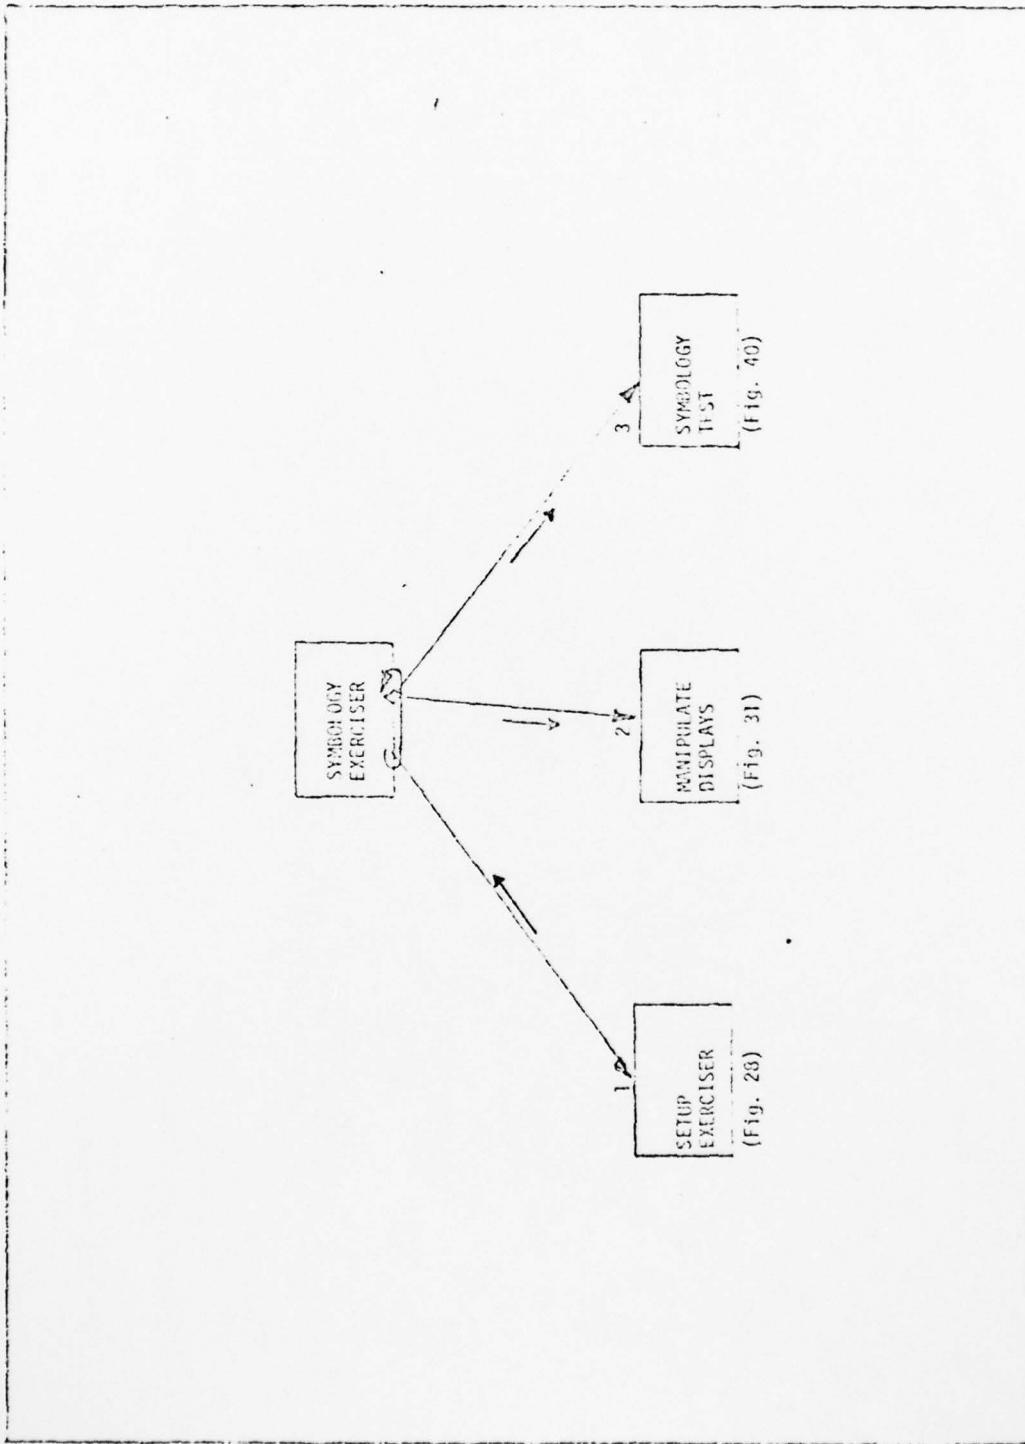 SYMBOLOGY
EXERCISER
1
SETUP
EXERCISER
(Fig. 28)
2
MANIPULATE
DISPLAYS
(Fig. 31)
3
SYMBOLOGY
TEST
(Fig. 40)